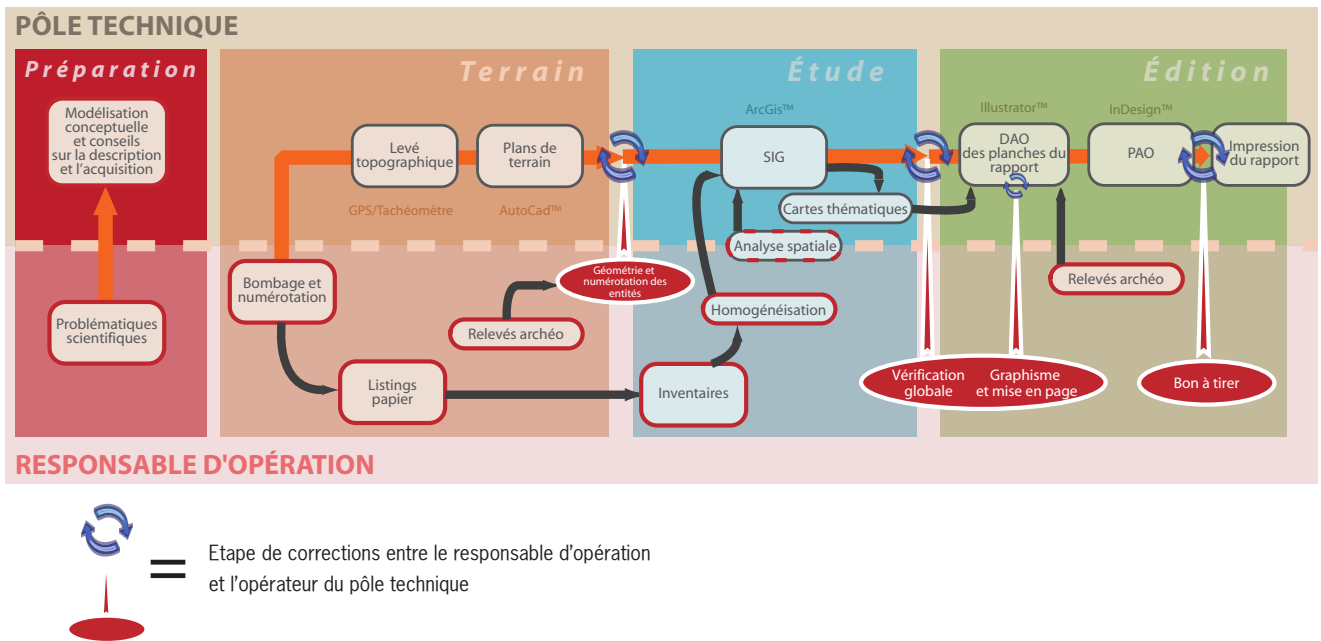 PÔLE TECHNIQUE
Préparation
Modélisation
conceptuelle
et conseils
sur la description
et l'acquisition
Problématiques
scientifiques
Terrain
Levé
topographique
GPS/Tachéomètre
Plans de
terrain
AutoCad™
Bombage et
numérotation
Listings
papier
Relevés archéo
Géométrie et
numérotation des
entités
Étude
ArcGis™
SIG
Cartes thématiques
Analyse spatiale
Homogénéisation
Inventaires
Édition
Illustrator™
DAO
des planches du
rapport
InDesign™
PAO
Impression
du rapport
Relevés archéo
Vérification
globale
Graphisme
et mise en page
Bon à tirer
RESPONSABLE D'OPÉRATION
=
Etape de corrections entre le responsable d'opération
et l'opérateur du pôle technique